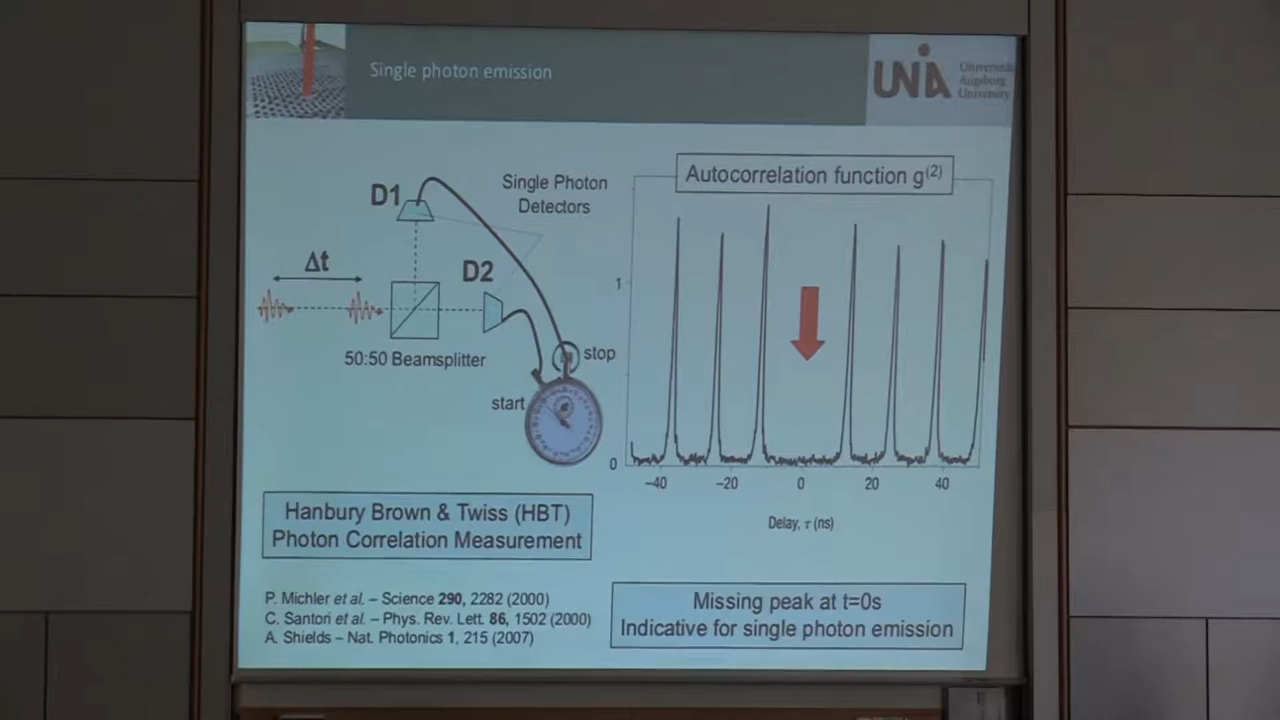 Single photon emission
UNIA
Universität
Augsburg
University
D1
Single Photon
Detectors
Δt
D2
50:50 Beamsplitter
stop
start
Autocorrelation function g(2)
1
0
−40
−20
0
20
40
Delay, τ (ns)
Hanbury Brown & Twiss (HBT)
Photon Correlation Measurement
P. Michler et al. – Science 290, 2282 (2000)
C. Santori et al. – Phys. Rev. Lett. 86, 1502 (2000)
A. Shields – Nat. Photonics 1, 215 (2007)
Missing peak at t=0s
Indicative for single photon emission